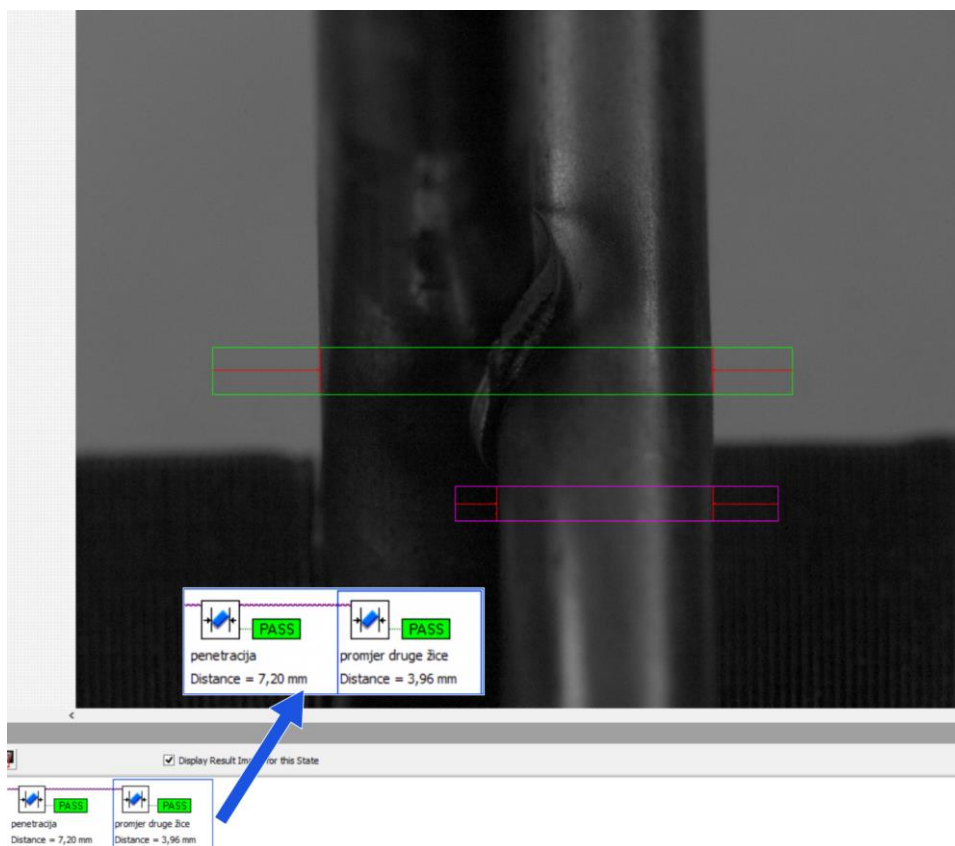 PASS PASS
penetracija promjer druge žice
Distance = 7,20 mm Distance = 3,96 mm
<
Display Result Image for this State
PASS PASS
penetracija promjer druge žice
Distance = 7,20 mm Distance = 3,96 mm